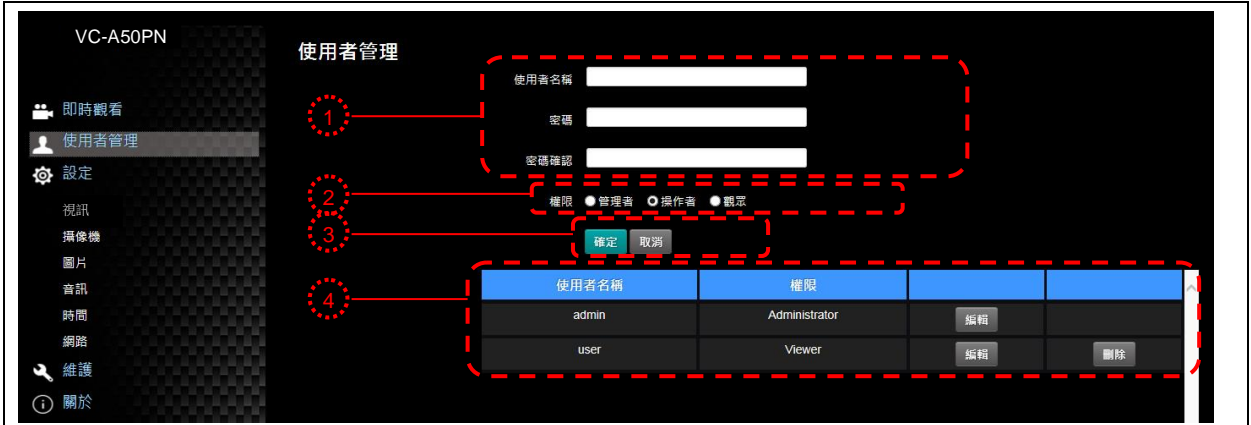 VC-A50PN
使用者管理
即時觀看
使用者管理
設定
視訊
攝像機
圖片
音訊
時間
網路
維護
關於
1
使用者名稱
密碼
密碼確認
2
權限 管理者 操作者 觀眾
3
確定 取消
4
使用者名稱 權限
admin Administrator 編輯
user Viewer 編輯 刪除